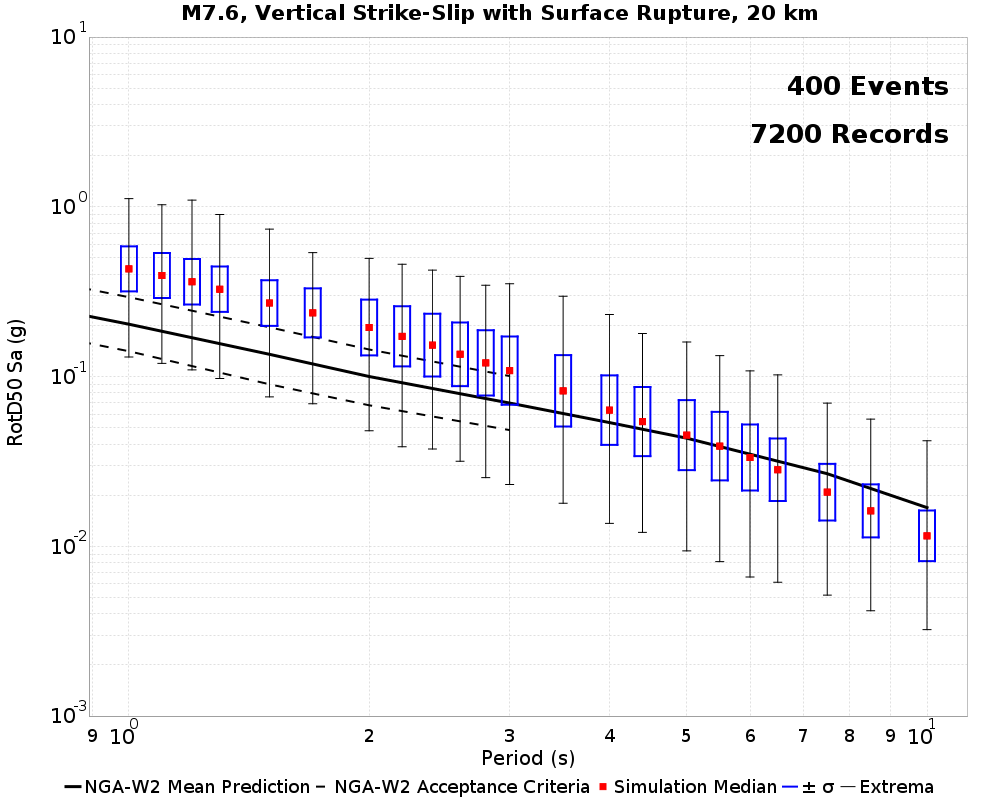 M7.6, Vertical Strike-Slip with Surface Rupture, 20 km
400 Events
7200 Records
10^1
10^0
10^-1
10^-2
10^-3
RotD50 Sa (g)
9 10^0 2 3 4 5 6 7 8 9 10^1
Period (s)
NGA-W2 Mean Prediction NGA-W2 Acceptance Criteria Simulation Median ± σ Extrema